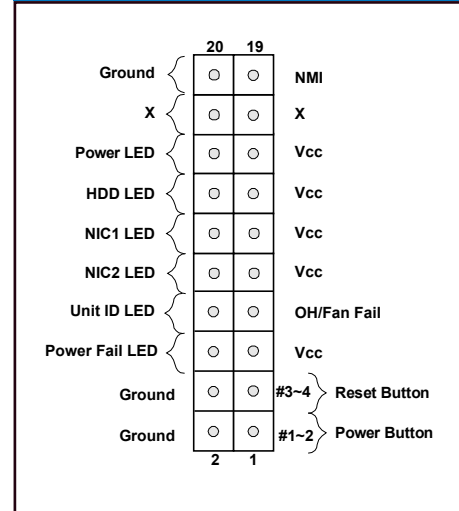 20 19
Ground NMI
X X
Power LED Vcc
HDD LED Vcc
NIC1 LED Vcc
NIC2 LED Vcc
Unit ID LED OH/Fan Fail
Power Fail LED Vcc
Ground #3~4 Reset Button
Ground #1~2 Power Button
2 1